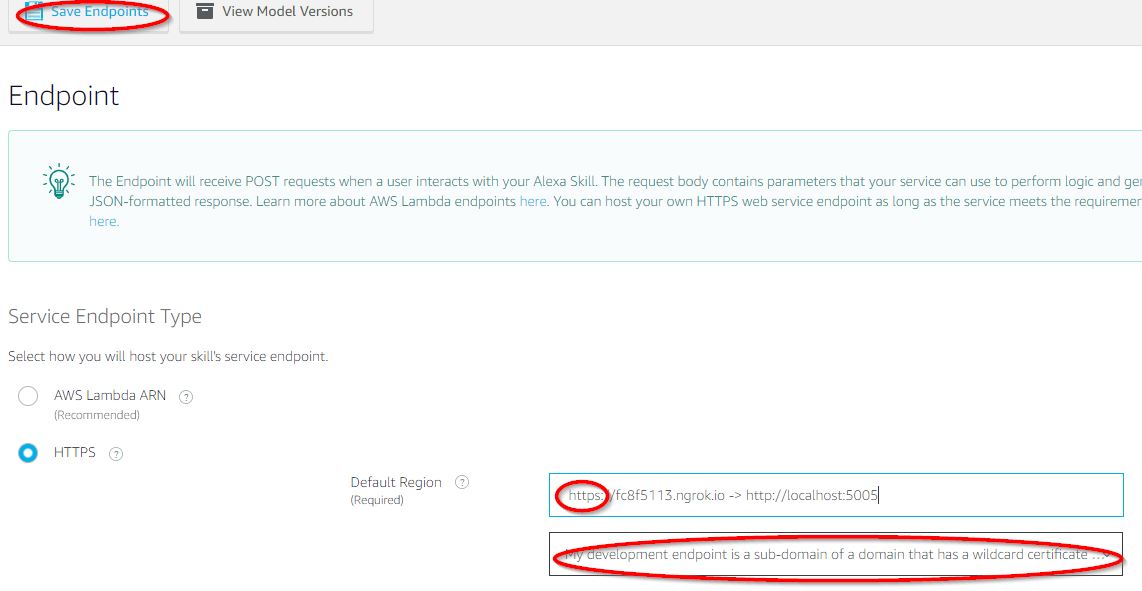 Save Endpoints View Model Versions
Endpoint
The Endpoint will receive POST requests when a user interacts with your Alexa Skill. The request body contains parameters that your service can use to perform logic and ge
JSON-formatted response. Learn more about AWS Lambda endpoints here. You can host your own HTTPS web service endpoint as long as the service meets the requiremen
here.
Service Endpoint Type
Select how you will host your skill's service endpoint.
AWS Lambda ARN ?
(Recommended)
HTTPS ?
Default Region ?
(Required)
https://fc8f5113.ngrok.io -> http://localhost:5005
My development endpoint is a sub-domain of a domain that has a wildcard certificate ...